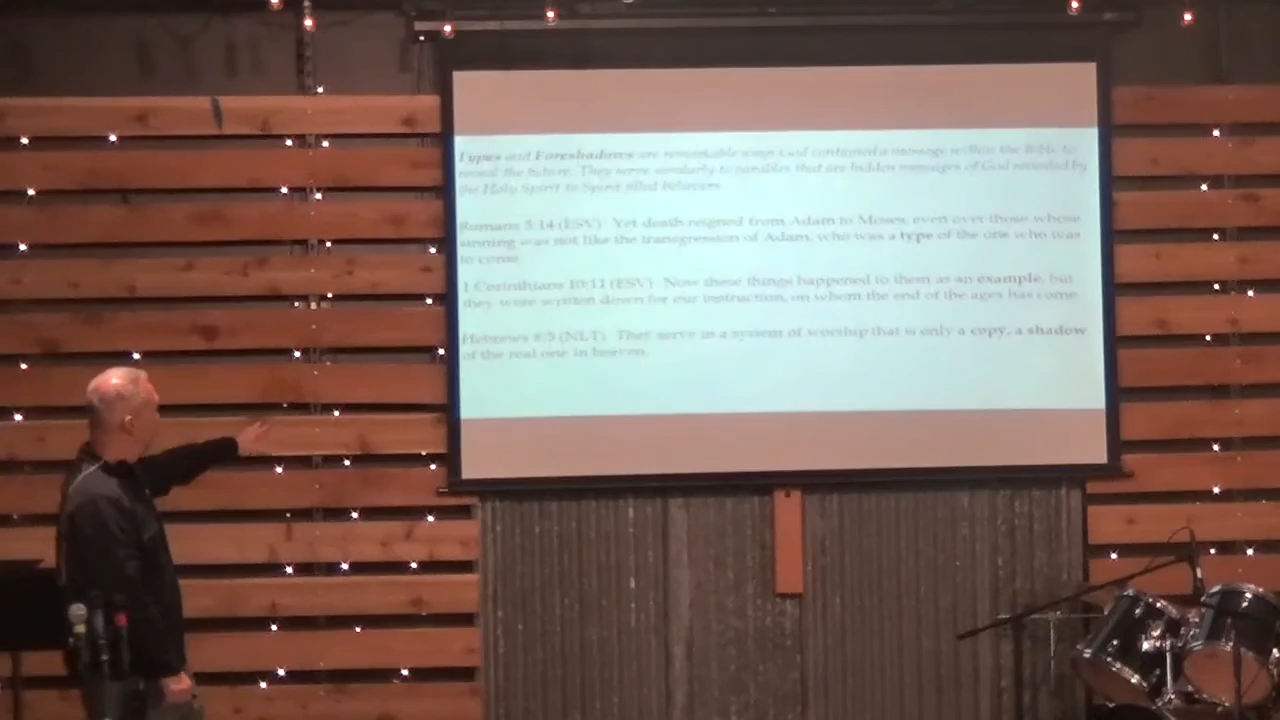 Types and Foreshadows are remarkable ways God contained a message within the Bible to
reveal the future. They serve similarly to parables that are hidden messages of God revealed by
the Holy Spirit to Spirit filled believers.
Romans 5:14 (ESV) Yet death reigned from Adam to Moses, even over those whose
sinning was not like the transgression of Adam, who was a type of the one who was
to come.
1 Corinthians 10:11 (ESV) Now these things happened to them as an example, but
they were written down for our instruction, on whom the end of the ages has come.
Hebrews 8:5 (NLT) They serve in a system of worship that is only a copy, a shadow
of the real one in heaven.